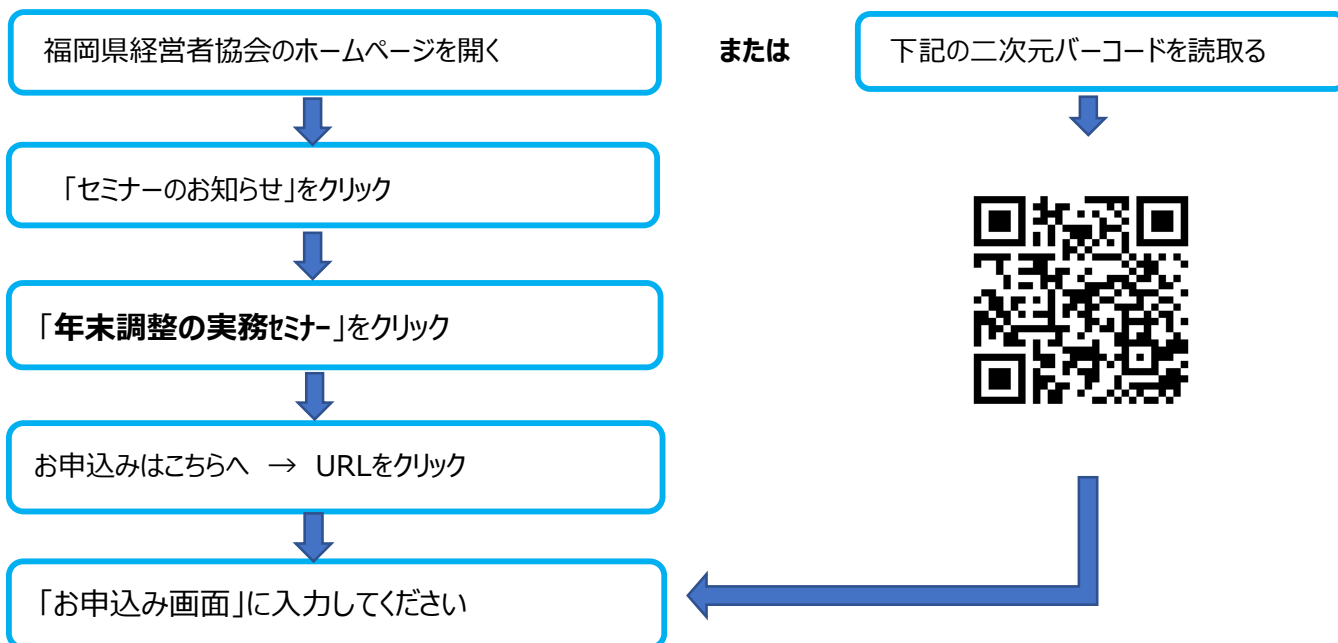 福岡県経営者協会のホームページを開く
または
下記の二次元バーコードを読取る
「セミナーのお知らせ」をクリック
「年末調整の実務ｾﾐﾅｰ」をクリック
お申込みはこちらへ → URLをクリック
「お申込み画面」に入力してください